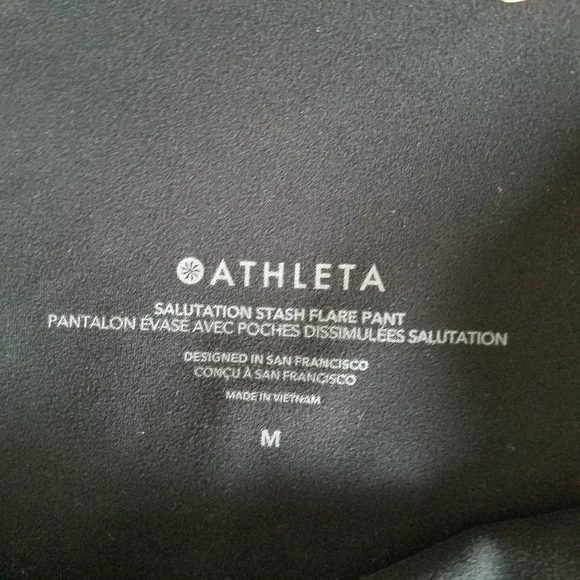 ATHLETA
SALUTATION STASH FLARE PANT
PANTALON ÉVASÉ AVEC POCHES DISSIMULÉES SALUTATION
DESIGNED IN SAN FRANCISCO
CONÇU À SAN FRANCISCO
MADE IN VIETNAM
M